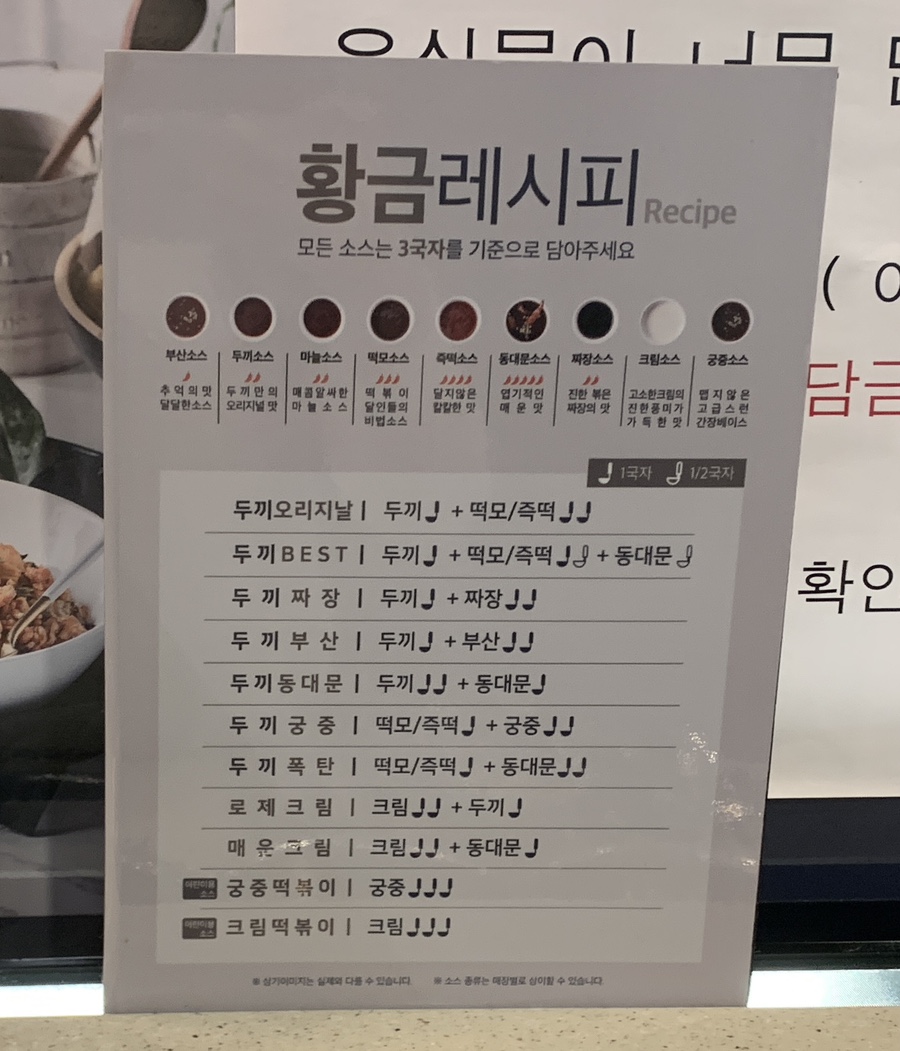 음식물이 너무
황금레시피 Recipe
모든 소스는 3국자를 기준으로 담아주세요
부산소스 두끼소스 마늘소스 떡모소스 즉떡소스 동대문소스 짜장소스 크림소스 궁중소스
추억의 맛 두끼만의 매콤알싸한 떡볶이 달지않은 엽기적인 진한 볶은 고소한크림의 맵지않은
달달한소스 오리지널 맛 마늘소스 달인들의 칼칼한 맛 매운 맛 짜장의 맛 진한풍미가 고급스런
비법소스 가득한 맛 간장베이스
1국자 1/2국자
두끼오리지날 | 두끼 + 떡모/즉떡
두끼BEST | 두끼 + 떡모/즉떡 + 동대문
두끼짜장 | 두끼 + 짜장
두끼부산 | 두끼 + 부산
두끼동대문 | 두끼 + 동대문
두끼궁중 | 떡모/즉떡 + 궁중
두끼폭탄 | 떡모/즉떡 + 동대문
로제크림 | 크림 + 두끼
매운크림 | 크림 + 동대문
어린이용 소스 궁중떡볶이 | 궁중
어린이용 소스 크림떡볶이 | 크림
※ 상기이미지는 실제와 다를 수 있습니다. ※ 소스 종류는 매장별로 상이할 수 있습니다.
(
담금
확인